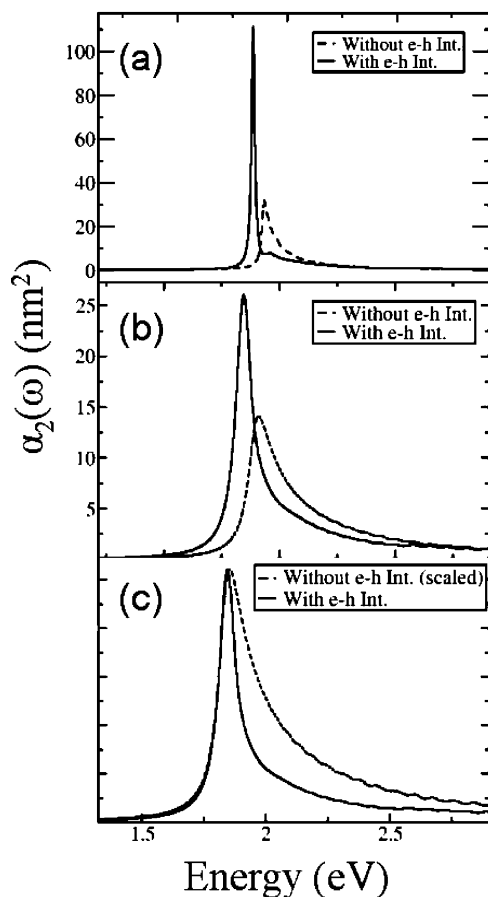 (a)
Without e-h Int.
With e-h Int.
100
80
60
40
20
0
(b)
Without e-h Int.
With e-h Int.
25
20
15
10
5
α₂(ω) (nm²)
(c)
Without e-h Int. (scaled)
With e-h Int.
1.5
2
2.5
Energy (eV)